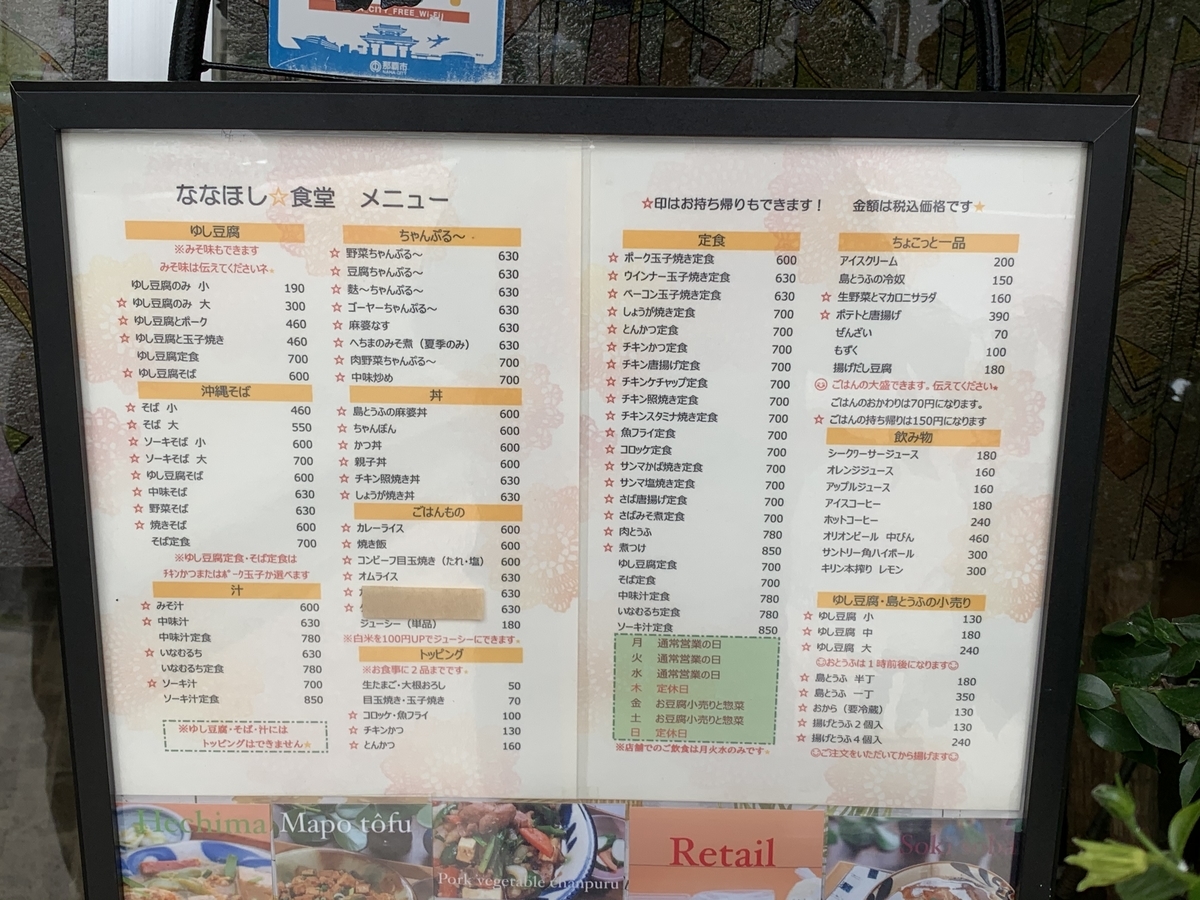 CITY_FREE_Wi-Fi
那覇市
NAHA CITY
ななほし☆食堂 メニュー
ゆし豆腐
※みそ味もできます
みそ味は伝えてくださいネ。
ゆし豆腐のみ 小 190
☆ ゆし豆腐のみ 大 300
☆ ゆし豆腐とポーク 460
☆ ゆし豆腐と玉子焼き 460
ゆし豆腐定食 700
☆ ゆし豆腐そば 600
沖縄そば
☆ そば 小 460
☆ そば 大 550
☆ ソーキそば 小 600
☆ ソーキそば 大 700
☆ ゆし豆腐そば 600
☆ 中味そば 630
☆ 野菜そば 630
☆ 焼きそば 600
そば定食 700
※ゆし豆腐定食・そば定食は
ﾁｷﾝかつまたはﾎﾟｰｸ玉子か選べます
汁
☆ みそ汁 600
☆ 中味汁 630
中味汁定食 780
☆ いなむるち 630
いなむるち定食 780
☆ ソーキ汁 700
ソーキ汁定食 850
※ゆし豆腐・そば・汁には
トッピングはできません★
ちゃんぷる～
☆ 野菜ちゃんぷる～ 630
☆ 豆腐ちゃんぷる～ 630
☆ 麩～ちゃんぷる～ 630
☆ ゴーヤーちゃんぷる～ 630
☆ 麻婆なす 630
☆ へちまのみそ煮（夏季のみ） 630
☆ 肉野菜ちゃんぷる～ 700
☆ 中味炒め 700
丼
☆ 島とうふの麻婆丼 600
☆ ちゃんぽん 600
☆ かつ丼 600
☆ 親子丼 600
☆ チキン照焼き丼 600
☆ しょうが焼き丼 630
ごはんもの
☆ カレーライス 600
☆ 焼き飯 600
☆ コンビーフ目玉焼き（たれ・塩） 600
☆ オムライス 630
☆ 630
☆ 630
ジューシー（単品） 180
※白米を100円UPでジューシーにできます。
トッピング
※お食事に２品までです。
生たまご・大根おろし 50
目玉焼き・玉子焼き 70
☆ コロッケ・魚フライ 100
☆ チキンかつ 130
☆ とんかつ 160
☆印はお持ち帰りもできます！ 金額は税込価格です★
定食
☆ ポーク玉子焼き定食 600
☆ ウインナー玉子焼き定食 630
☆ ベーコン玉子焼き定食 630
☆ しょうが焼き定食 700
☆ とんかつ定食 700
☆ チキンかつ定食 700
☆ チキン唐揚げ定食 700
☆ チキンケチャップ定食 700
☆ チキン照焼き定食 700
☆ チキンスタミナ焼き定食 700
☆ 魚フライ定食 700
☆ コロッケ定食 700
☆ サンマかば焼き定食 700
☆ サンマ塩焼き定食 700
☆ さば唐揚げ定食 700
☆ さばみそ煮定食 700
☆ 肉とうふ 780
☆ 煮つけ 850
ゆし豆腐定食 700
そば定食 700
中味汁定食 780
いなむるち定食 780
ソーキ汁定食 850
月 通常営業の日
火 通常営業の日
水 通常営業の日
木 定休日
金 お豆腐小売りと惣菜
土 お豆腐小売りと惣菜
日 定休日
※店舗でのご飲食は月火水のみです。
ちょこっと一品
アイスクリーム 200
島とうふの冷奴 150
☆ 生野菜とマカロニサラダ 160
☆ ポテトと唐揚げ 390
ぜんざい 70
もずく 100
揚げだし豆腐 180
ごはんの大盛できます。伝えてください★
ごはんのおかわりは70円になります。
☆ ごはんの持ち帰りは150円になります
飲み物
シークヮーサージュース 180
オレンジジュース 160
アップルジュース 160
アイスコーヒー 180
ホットコーヒー 240
オリオンビール 中びん 460
サントリー角ハイボール 300
キリン本搾り レモン 300
ゆし豆腐・島とうふの小売り
☆ ゆし豆腐 小 130
☆ ゆし豆腐 中 180
☆ ゆし豆腐 大 240
おとうふは１時前後になります
☆ 島とうふ 半丁 180
☆ 島とうふ 一丁 350
☆ おから（要冷蔵） 130
☆ 揚げとうふ２個入 130
☆ 揚げとうふ４個入 240
ご注文をいただいてから揚げます
Hechima
Mapo tôfu
Pork vegetable chanpuru
Retail